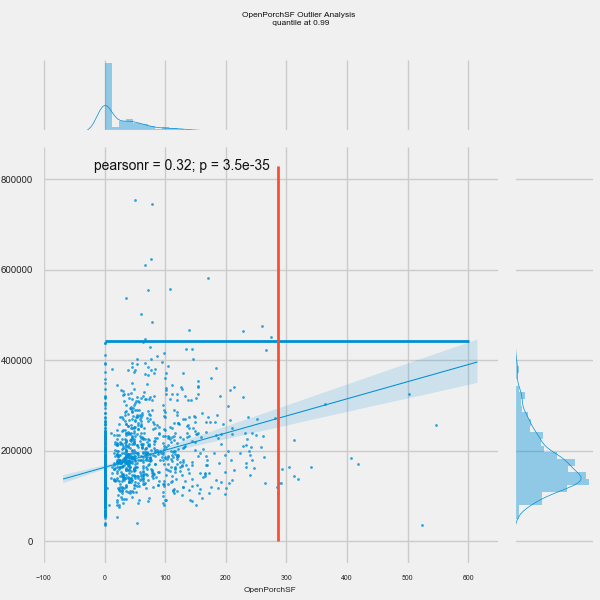 OpenPorchSF Outlier Analysis
quantile at 0.99
pearsonr = 0.32; p = 3.5e-35
800000
600000
400000
200000
0
−100 0 100 200 300 400 500 600
OpenPorchSF